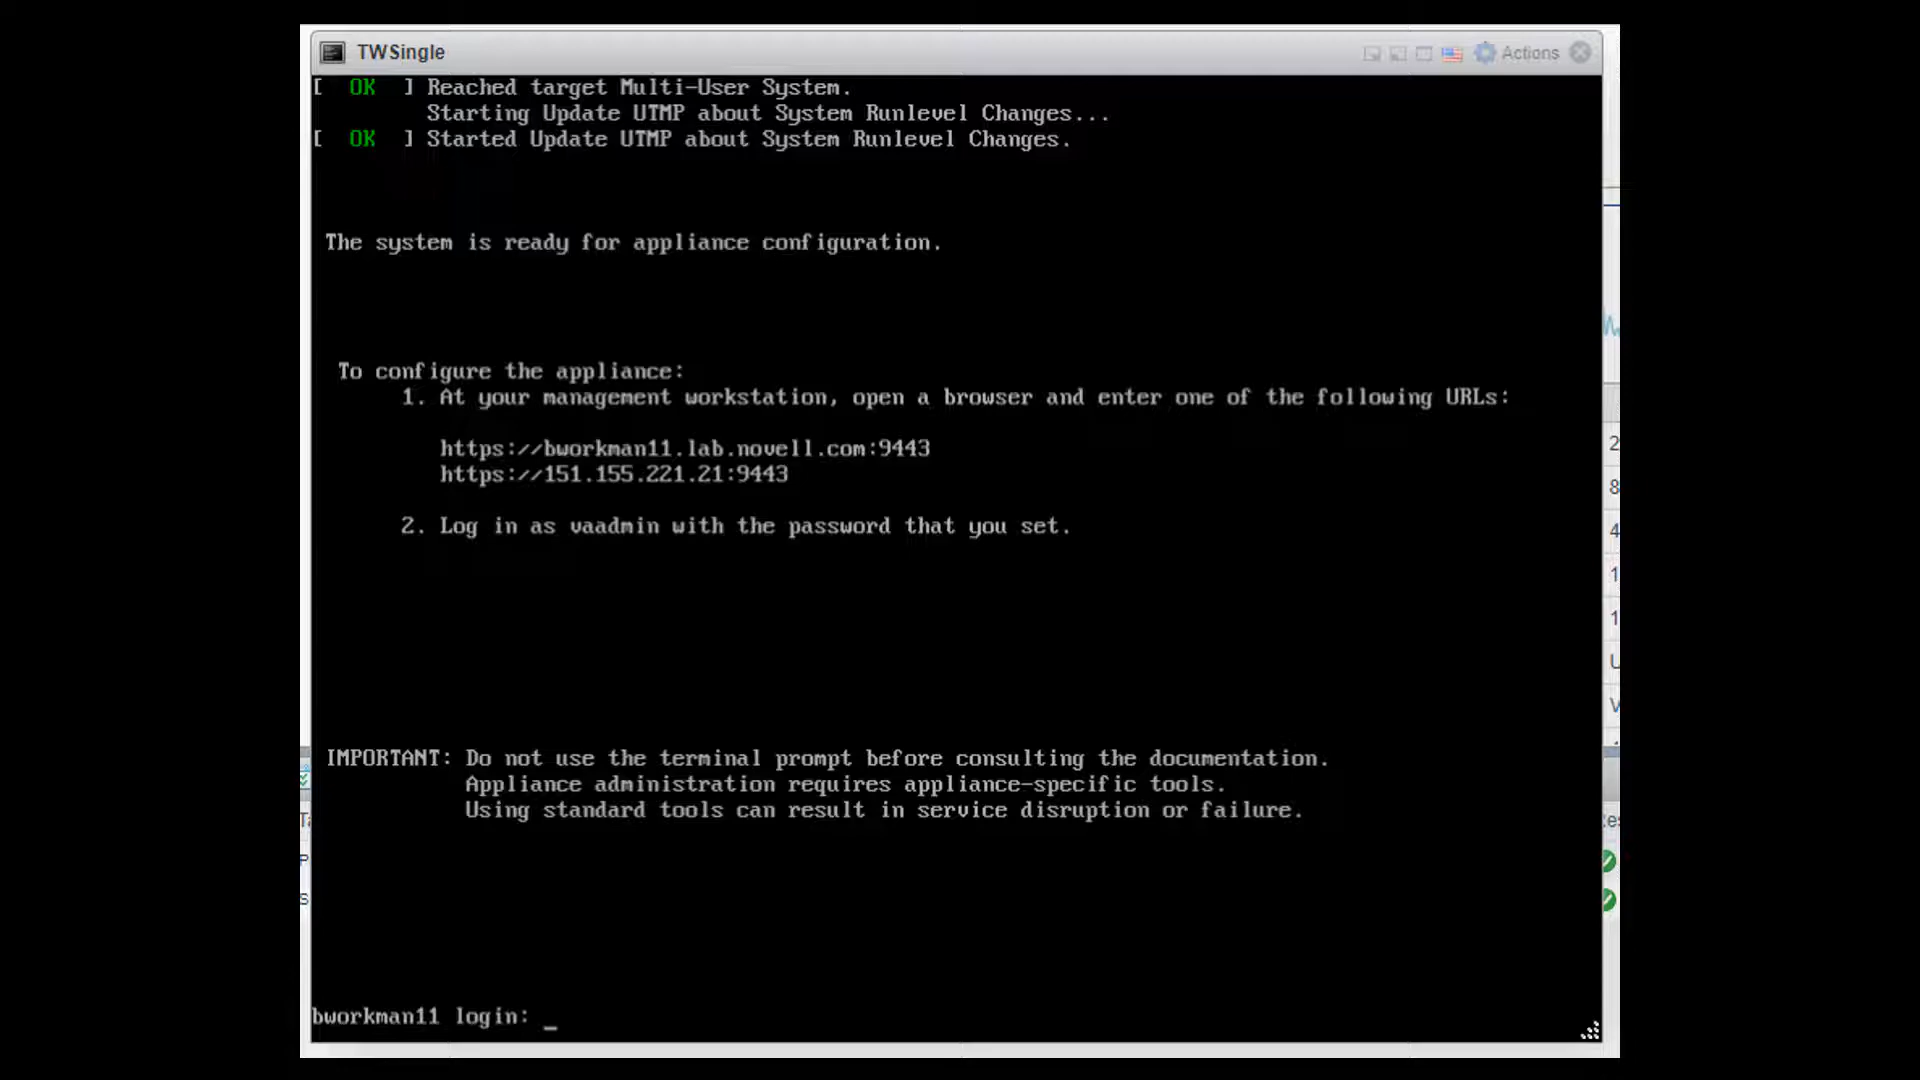 TWSingle
Actions
[ OK ] Reached target Multi-User System.
Starting Update UTMP about System Runlevel Changes...
[ OK ] Started Update UTMP about System Runlevel Changes.
The system is ready for appliance configuration.
To configure the appliance:
1. At your management workstation, open a browser and enter one of the following URLs:
https://bworkman11.lab.novell.com:9443
https://151.155.221.21:9443
2. Log in as vaadmin with the password that you set.
IMPORTANT: Do not use the terminal prompt before consulting the documentation.
Appliance administration requires appliance-specific tools.
Using standard tools can result in service disruption or failure.
bworkman11 login: _